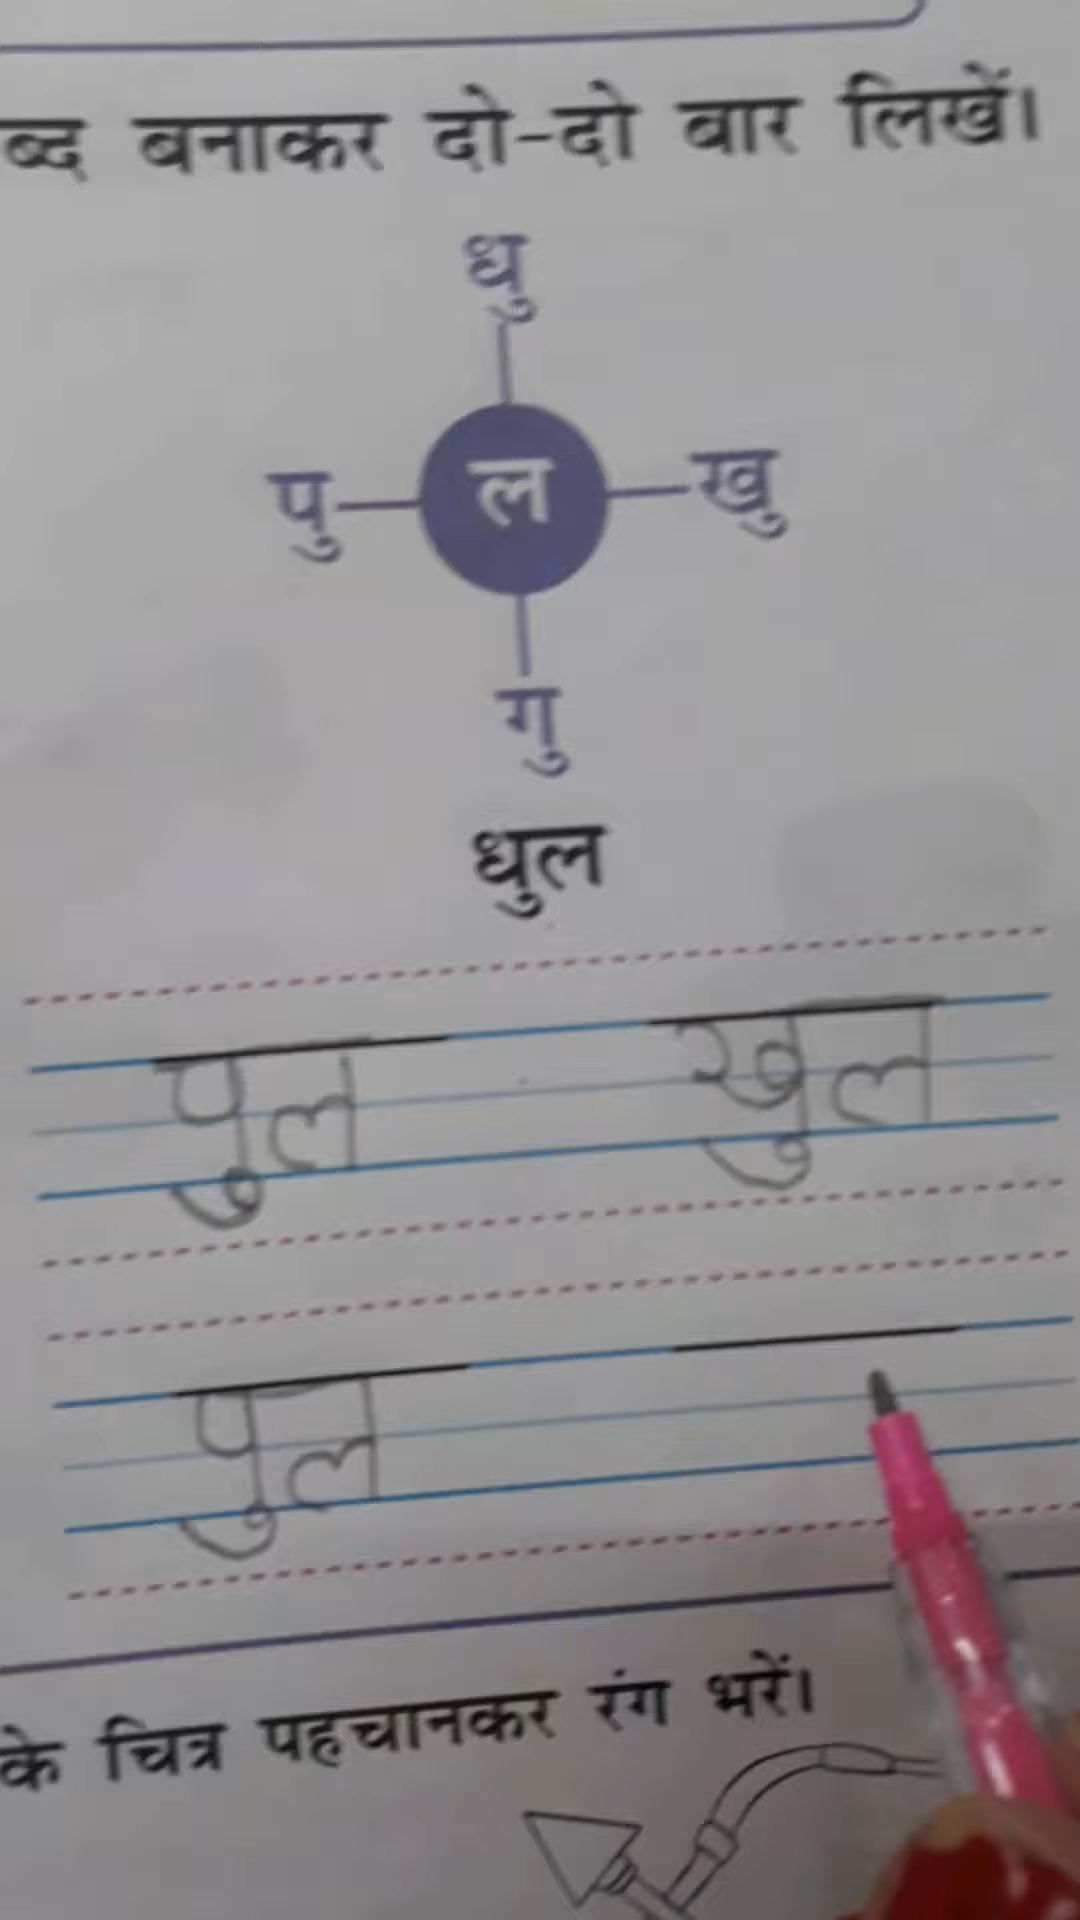 ब्द बनाकर दो-दो बार लिखें।
धु
पु ल खु
गु
धुल
पुल खुल
पुल
के चित्र पहचानकर रंग भरें।